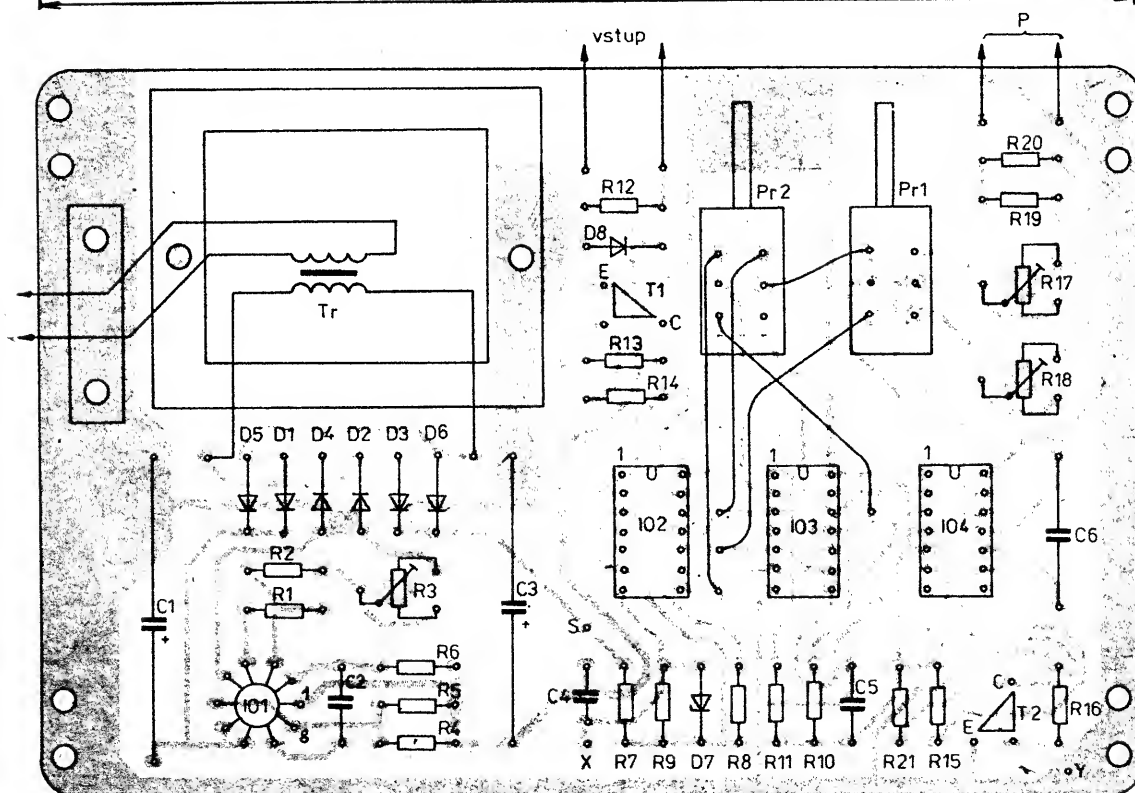 vstup P
R20
R12 Pr2 Pr1
R19
D8
E T1 R17
Tr
C
R13
R14 R18
D5 D1 D4 D2 D3 D6
1 1 1
IO2 IO3 IO4
C6
R2
R3 C3
R1
C1 + +
S
R6
1 C2
IO1 R5 C4 C5 C T2 R16
8 R4 E
X R7 R9 D7 R8 R11 R10 R21 R15 Y